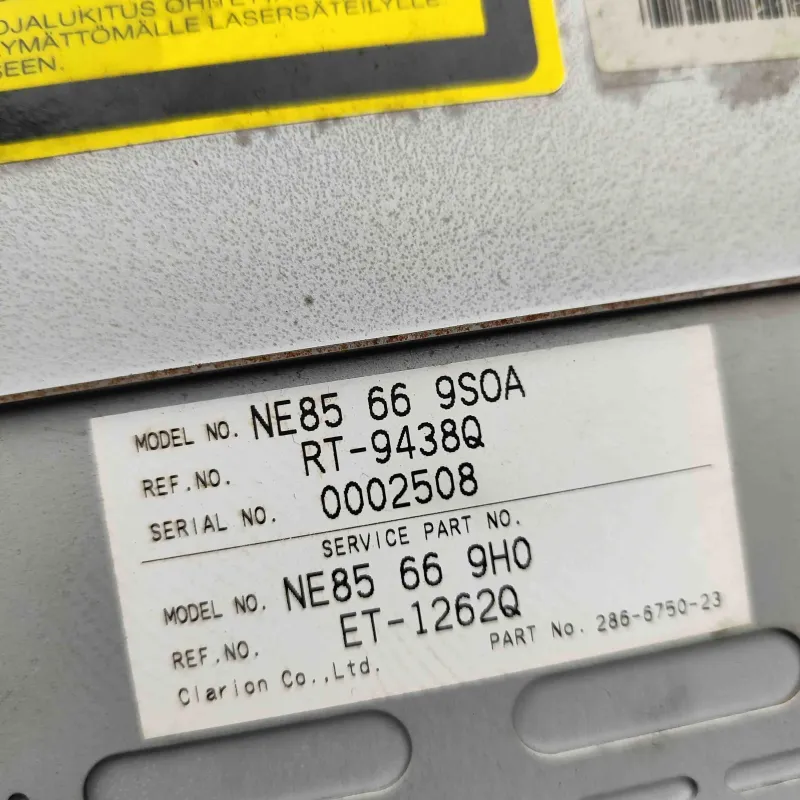 OJALUKITUS OHITETTA
YMÄTTÖMÄLLE LASERSÄTEILYLLE
SEEN.
MODEL NO. NE85 66 9S0A
REF.NO. RT-9438Q
SERIAL NO. 0002508
SERVICE PART NO.
MODEL NO. NE85 66 9H0
REF.NO. ET-1262Q
PART No. 286-6750-23
Clarion Co.,Ltd.